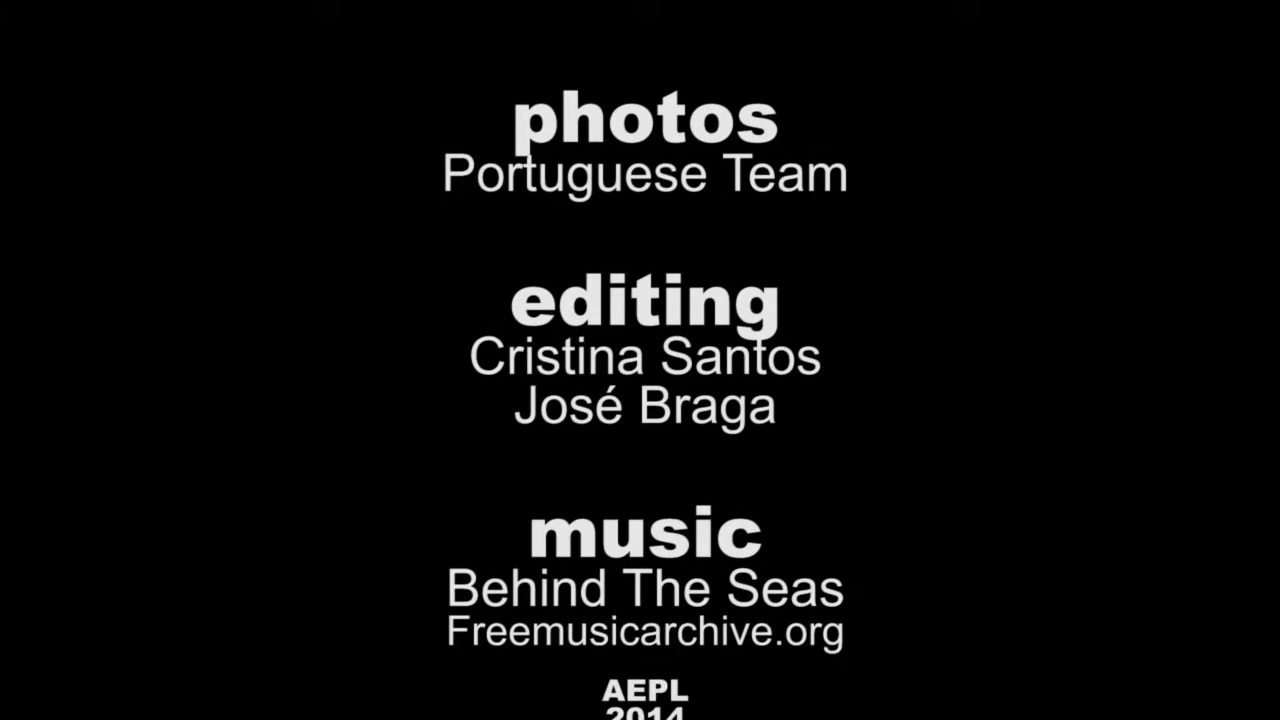 photos
Portuguese Team
editing
Cristina Santos
José Braga
music
Behind The Seas
Freemusicarchive.org
AEPL
2014